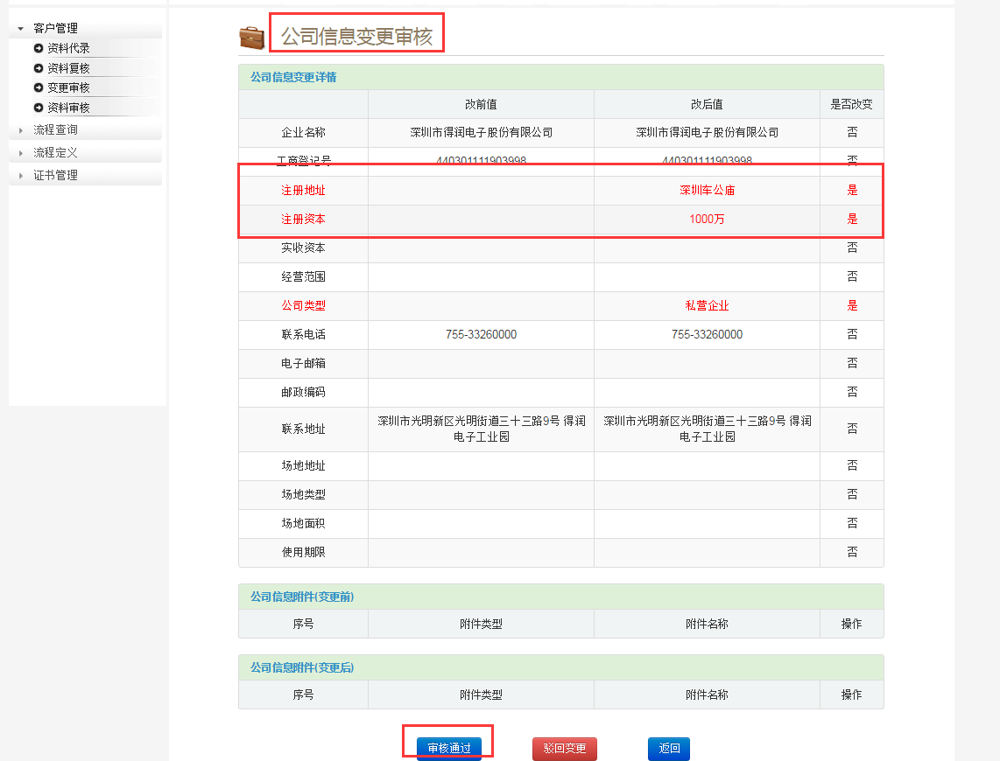 客户管理
资料代录
资料复核
变更审核
资料审核
流程查询
流程定义
证书管理
公司信息变更审核
公司信息变更详情
改前值 改后值 是否改变
企业名称 深圳市得润电子股份有限公司 深圳市得润电子股份有限公司 否
工商登记号 440301111903998 440301111903998 否
注册地址 深圳车公庙 是
注册资本 1000万 是
实收资本 否
经营范围 否
公司类型 私营企业 是
联系电话 755-33260000 755-33260000 否
电子邮箱 否
邮政编码 否
联系地址 深圳市光明新区光明街道三十三路9号 得润 深圳市光明新区光明街道三十三路9号 得润 否
电子工业园 电子工业园
场地地址 否
场地类型 否
场地面积 否
使用期限 否
公司信息附件(变更前)
序号 附件类型 附件名称 操作
公司信息附件(变更后)
序号 附件类型 附件名称 操作
审核通过 驳回变更 返回